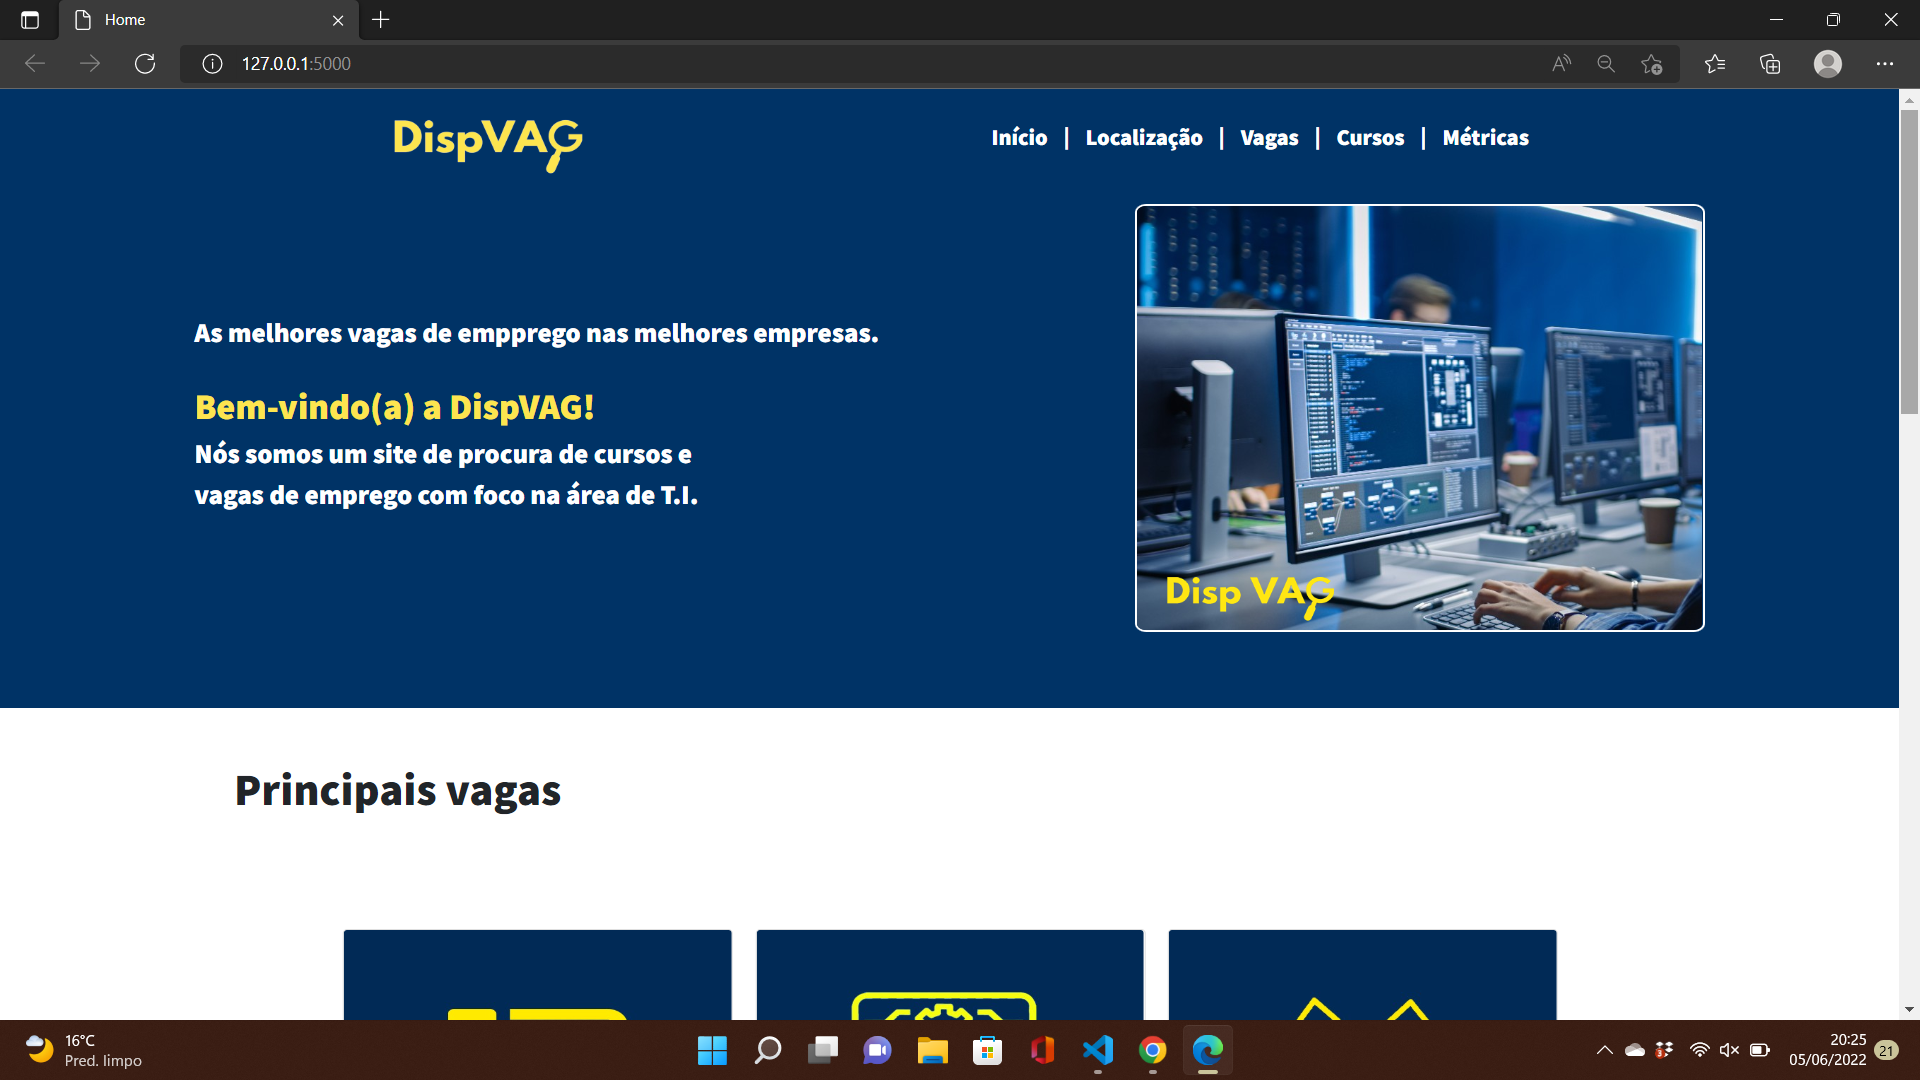 Home
127.0.0.1:5000
DispVAG
Início | Localização | Vagas | Cursos | Métricas
As melhores vagas de empprego nas melhores empresas.
Bem-vindo(a) a DispVAG!
Nós somos um site de procura de cursos e
vagas de emprego com foco na área de T.I.
Disp VAG
Principais vagas
16°C
Pred. limpo
3
20:25
05/06/2022
21